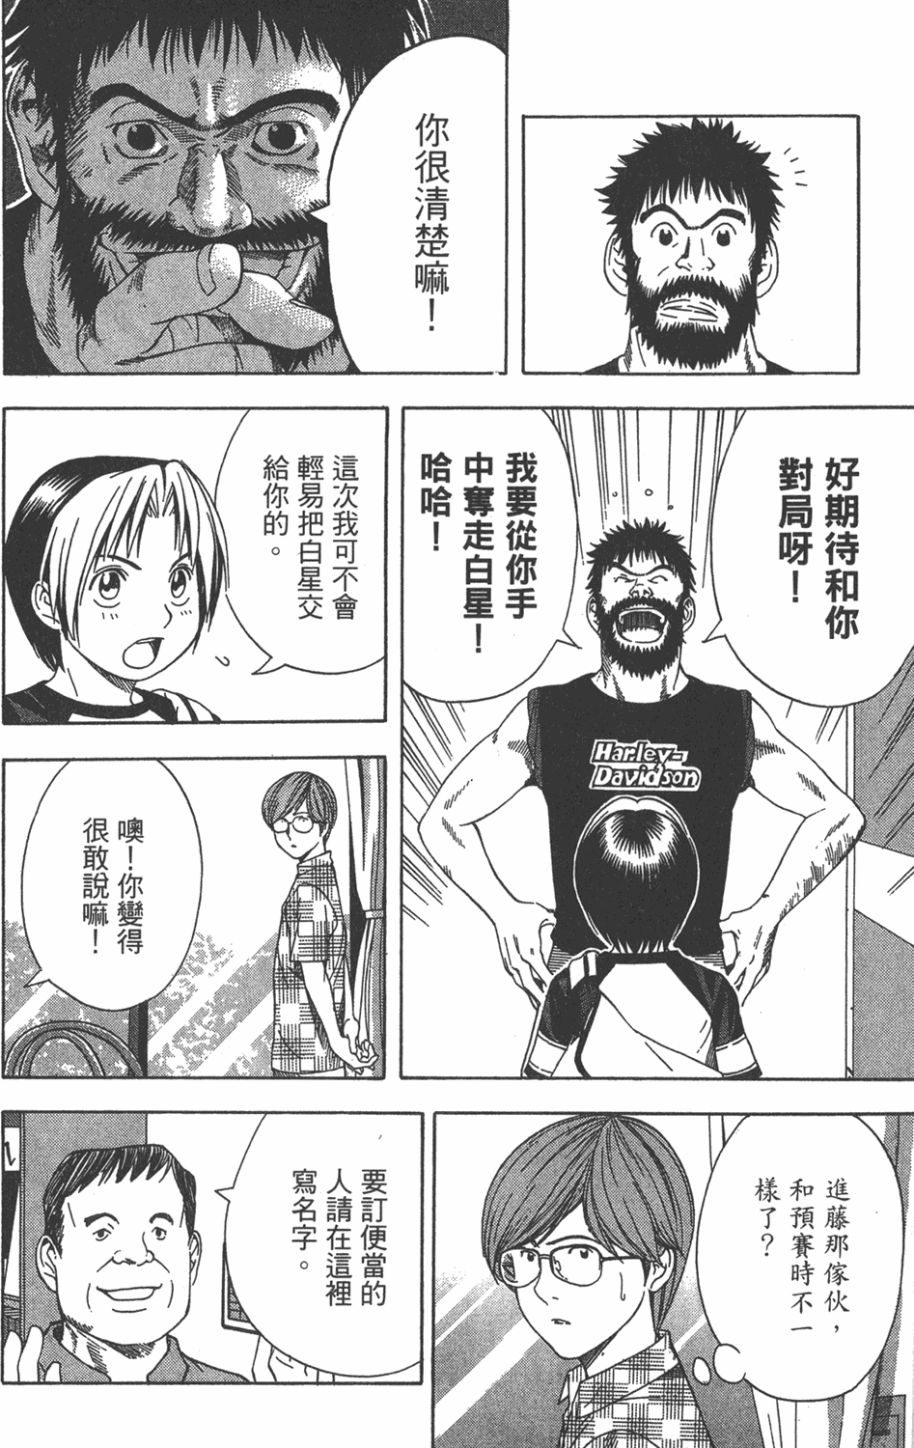 你很清楚嘛！
好期待和你
對局呀！
我要從你手
中奪走白星！
哈哈！
Harley-
Davidson
這次我可不會
輕易把白星交
給你的。
噢！你變得
很敢說嘛！
進藤那傢伙，
和預賽時不一
樣了？
要訂便當的
人請在這裡
寫名字。